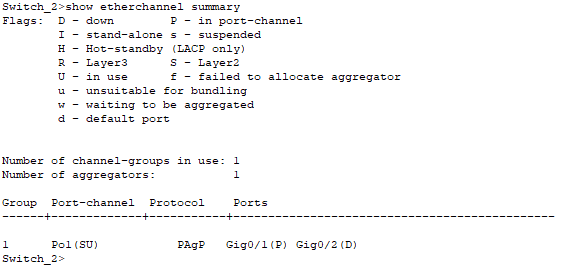 Switch_2>show etherchannel summary
Flags:  D - down        P - in port-channel
        I - stand-alone s - suspended
        H - Hot-standby (LACP only)
        R - Layer3      S - Layer2
        U - in use      f - failed to allocate aggregator
        u - unsuitable for bundling
        w - waiting to be aggregated
        d - default port
Number of channel-groups in use: 1
Number of aggregators:           1
Group  Port-channel  Protocol    Ports
------+-------------+-----------+----------------------------------------------
1      Po1(SU)           PAgP   Gig0/1(P) Gig0/2(D)
Switch_2>